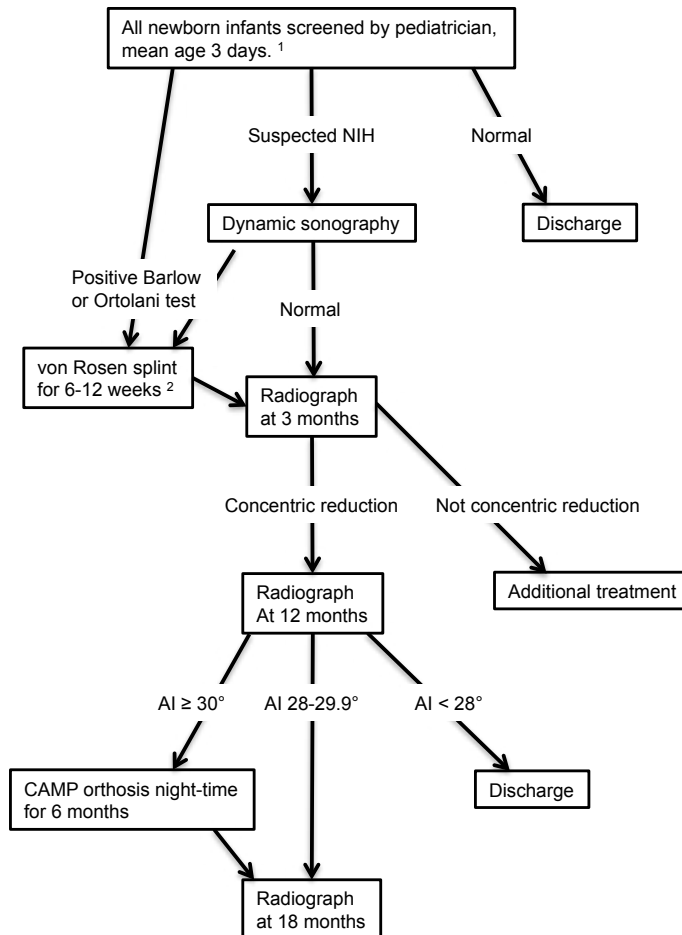 All newborn infants screened by pediatrician,
mean age 3 days. 1
Suspected NIH
Normal
Dynamic sonography
Discharge
Positive Barlow
or Ortolani test
Normal
von Rosen splint
for 6-12 weeks 2
Radiograph
at 3 months
Concentric reduction
Not concentric reduction
Radiograph
At 12 months
Additional treatment
AI ≥ 30°
AI 28-29.9°
AI < 28°
CAMP orthosis night-time
for 6 months
Discharge
Radiograph
at 18 months